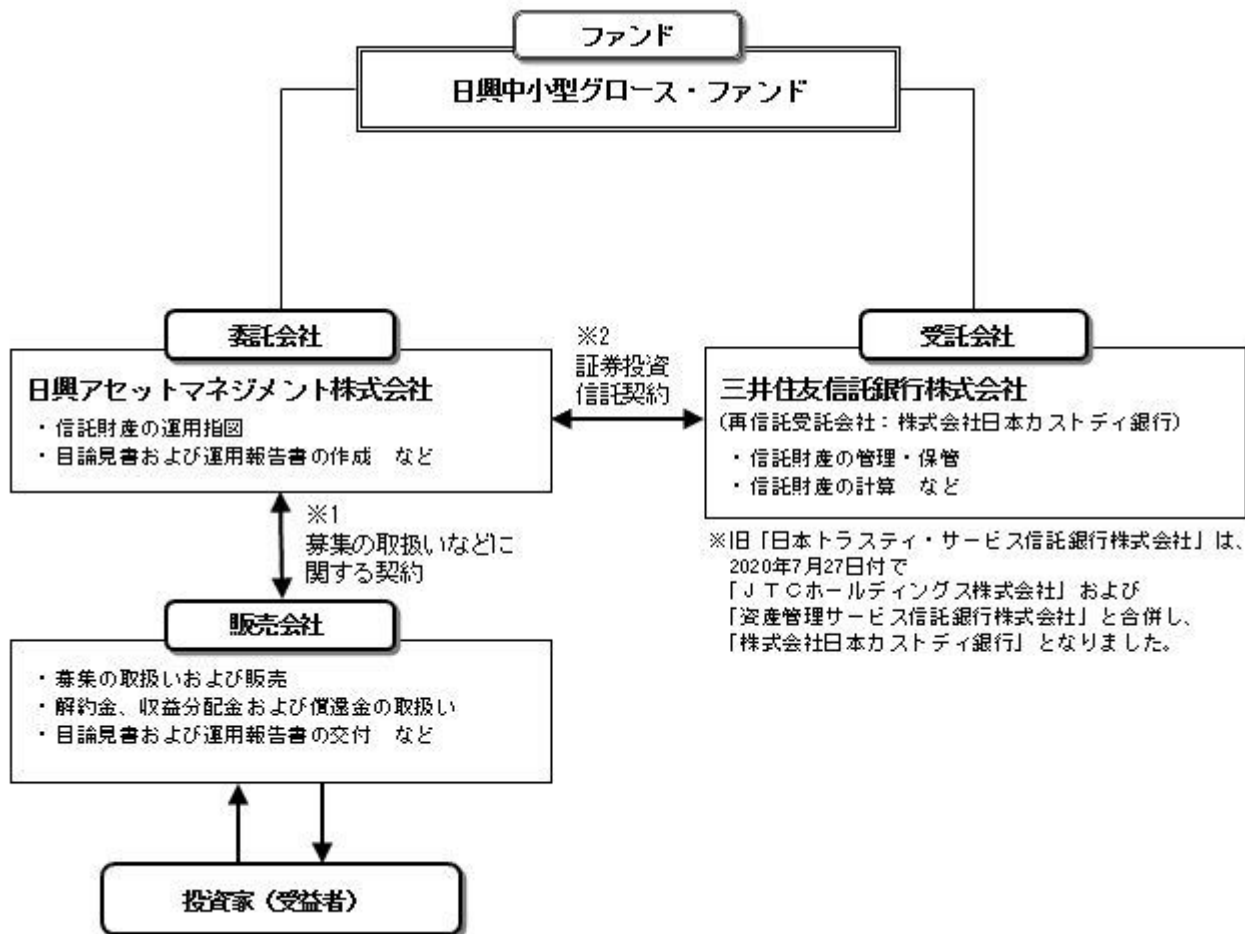 ファンド
日興中小型グロース・ファンド
委託会社
日興アセットマネジメント株式会社
・信託財産の運用指図
・目論見書および運用報告書の作成 など
※2
証券投資
信託契約
受託会社
三井住友信託銀行株式会社
(再信託受託会社：株式会社日本カストディ銀行)
・信託財産の管理・保管
・信託財産の計算 など
※旧「日本トラスティ・サービス信託銀行株式会社」は、
2020年7月27日付で
「ＪＴＣホールディングス株式会社」および
「資産管理サービス信託銀行株式会社」と合併し、
「株式会社日本カストディ銀行」となりました。
※1
募集の取扱いなどに
関する契約
販売会社
・募集の取扱いおよび販売
・解約金、収益分配金および償還金の取扱い
・目論見書および運用報告書の交付 など
投資家（受益者）